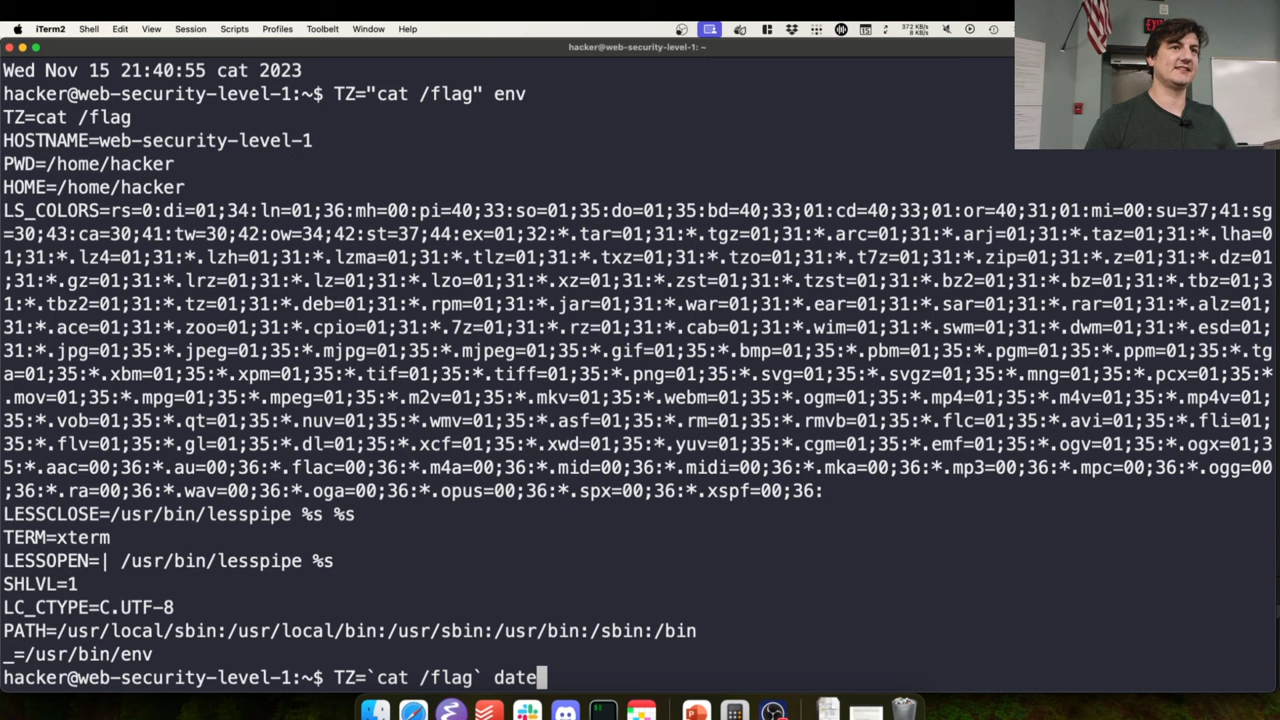 iTerm2 Shell Edit View Session Scripts Profiles Toolbelt Window Help
372 KB/s
8 KB/s
hacker@web-security-level-1: ~
EXIT
Wed Nov 15 21:40:55 cat 2023
hacker@web-security-level-1:~$ TZ="cat /flag" env
TZ=cat /flag
HOSTNAME=web-security-level-1
PWD=/home/hacker
HOME=/home/hacker
LS_COLORS=rs=0:di=01;34:ln=01;36:mh=00:pi=40;33:so=01;35:do=01;35:bd=40;33;01:cd=40;33;01:or=40;31;01:mi=00:su=37;41:sg
=30;43:ca=30;41:tw=30;42:ow=34;42:st=37;44:ex=01;32:*.tar=01;31:*.tgz=01;31:*.arc=01;31:*.arj=01;31:*.taz=01;31:*.lha=0
1;31:*.lz4=01;31:*.lzh=01;31:*.lzma=01;31:*.tlz=01;31:*.txz=01;31:*.tzo=01;31:*.t7z=01;31:*.zip=01;31:*.z=01;31:*.dz=01
;31:*.gz=01;31:*.lrz=01;31:*.lz=01;31:*.lzo=01;31:*.xz=01;31:*.zst=01;31:*.tzst=01;31:*.bz2=01;31:*.bz=01;31:*.tbz=01;3
1:*.tbz2=01;31:*.tz=01;31:*.deb=01;31:*.rpm=01;31:*.jar=01;31:*.war=01;31:*.ear=01;31:*.sar=01;31:*.rar=01;31:*.alz=01;
31:*.ace=01;31:*.zoo=01;31:*.cpio=01;31:*.7z=01;31:*.rz=01;31:*.cab=01;31:*.wim=01;31:*.swm=01;31:*.dwm=01;31:*.esd=01;
31:*.jpg=01;35:*.jpeg=01;35:*.mjpg=01;35:*.mjpeg=01;35:*.gif=01;35:*.bmp=01;35:*.pbm=01;35:*.pgm=01;35:*.ppm=01;35:*.tg
a=01;35:*.xbm=01;35:*.xpm=01;35:*.tif=01;35:*.tiff=01;35:*.png=01;35:*.svg=01;35:*.svgz=01;35:*.mng=01;35:*.pcx=01;35:*
.mov=01;35:*.mpg=01;35:*.mpeg=01;35:*.m2v=01;35:*.mkv=01;35:*.webm=01;35:*.ogm=01;35:*.mp4=01;35:*.m4v=01;35:*.mp4v=01;
35:*.vob=01;35:*.qt=01;35:*.nuv=01;35:*.wmv=01;35:*.asf=01;35:*.rm=01;35:*.rmvb=01;35:*.flc=01;35:*.avi=01;35:*.fli=01;
35:*.flv=01;35:*.gl=01;35:*.dl=01;35:*.xcf=01;35:*.xwd=01;35:*.yuv=01;35:*.cgm=01;35:*.emf=01;35:*.ogv=01;35:*.ogx=01;3
5:*.aac=00;36:*.au=00;36:*.flac=00;36:*.m4a=00;36:*.mid=00;36:*.midi=00;36:*.mka=00;36:*.mp3=00;36:*.mpc=00;36:*.ogg=00
;36:*.ra=00;36:*.wav=00;36:*.oga=00;36:*.opus=00;36:*.spx=00;36:*.xspf=00;36:
LESSCLOSE=/usr/bin/lesspipe %s %s
TERM=xterm
LESSOPEN=| /usr/bin/lesspipe %s
SHLVL=1
LC_CTYPE=C.UTF-8
PATH=/usr/local/sbin:/usr/local/bin:/usr/sbin:/usr/bin:/sbin:/bin
_=/usr/bin/env
hacker@web-security-level-1:~$ TZ=`cat /flag` date